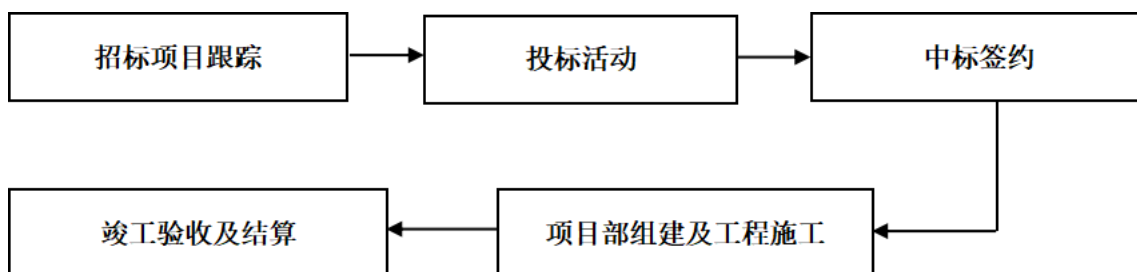 招标项目跟踪
投标活动
中标签约
项目部组建及工程施工
竣工验收及结算